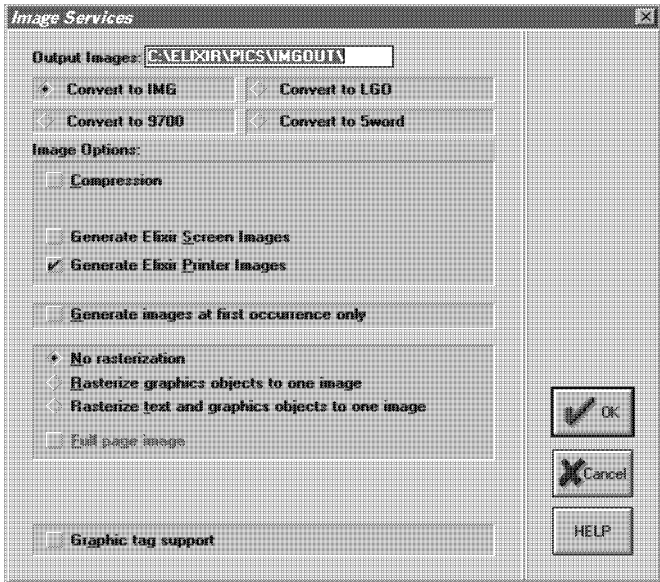 Image Services
Output Images: C:\ELIXIR\PICS\IMGOUT\
Convert to IMG Convert to LGO
Convert to 9700 Convert to 5word
Image Options:
Compression
Generate Elixir Screen Images
Generate Elixir Printer Images
Generate images at first occurrence only
No rasterization
Rasterize graphics objects to one image
Rasterize text and graphics objects to one image
OK
Full page image
Cancel
HELP
Graphic tag support